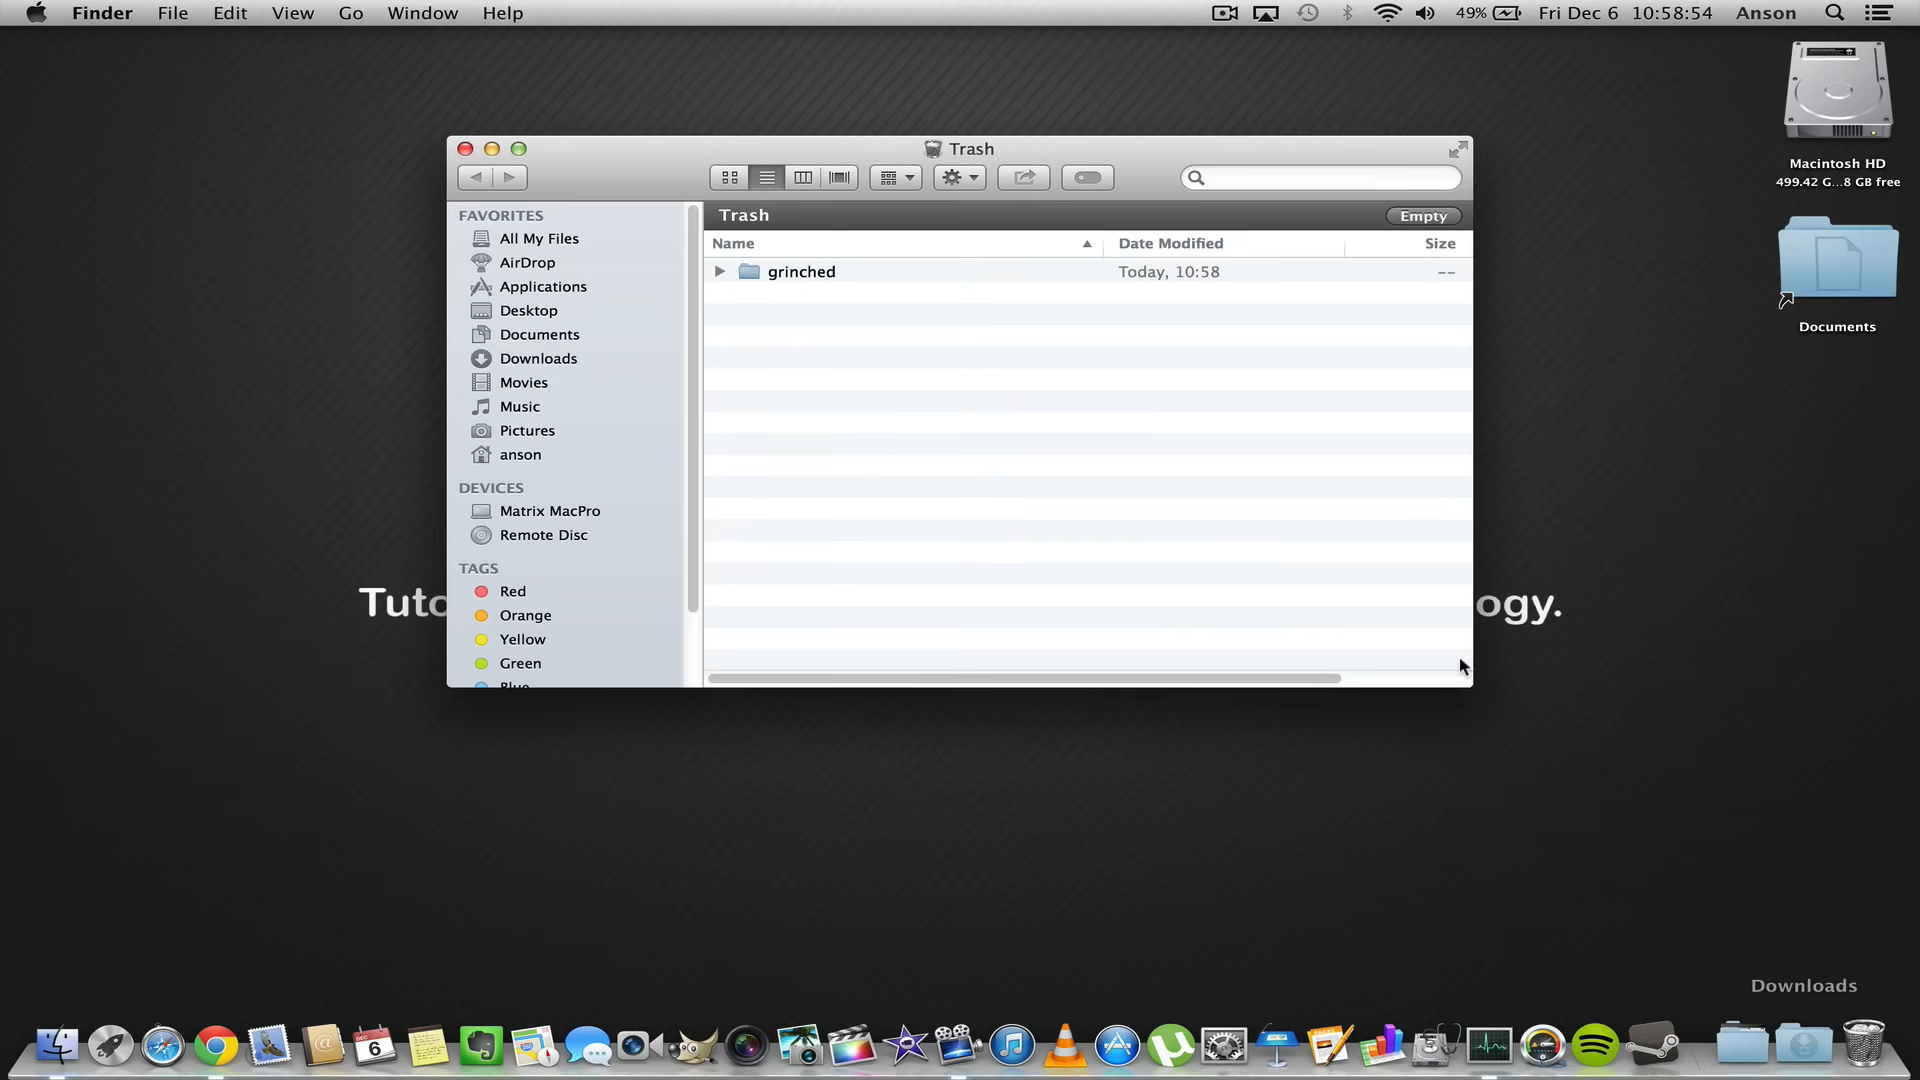 Finder File Edit View Go Window Help 49% Fri Dec 6 10:58:54 Anson
Macintosh HD
499.42 G...8 GB free
Documents
Trash
FAVORITES
All My Files
AirDrop
Applications
Desktop
Documents
Downloads
Movies
Music
Pictures
anson
DEVICES
Matrix MacPro
Remote Disc
TAGS
Red
Orange
Yellow
Green
Blue
Trash Empty
Name Date Modified Size
grinched Today, 10:58 --
Tuto ogy.
Downloads
DEC
6